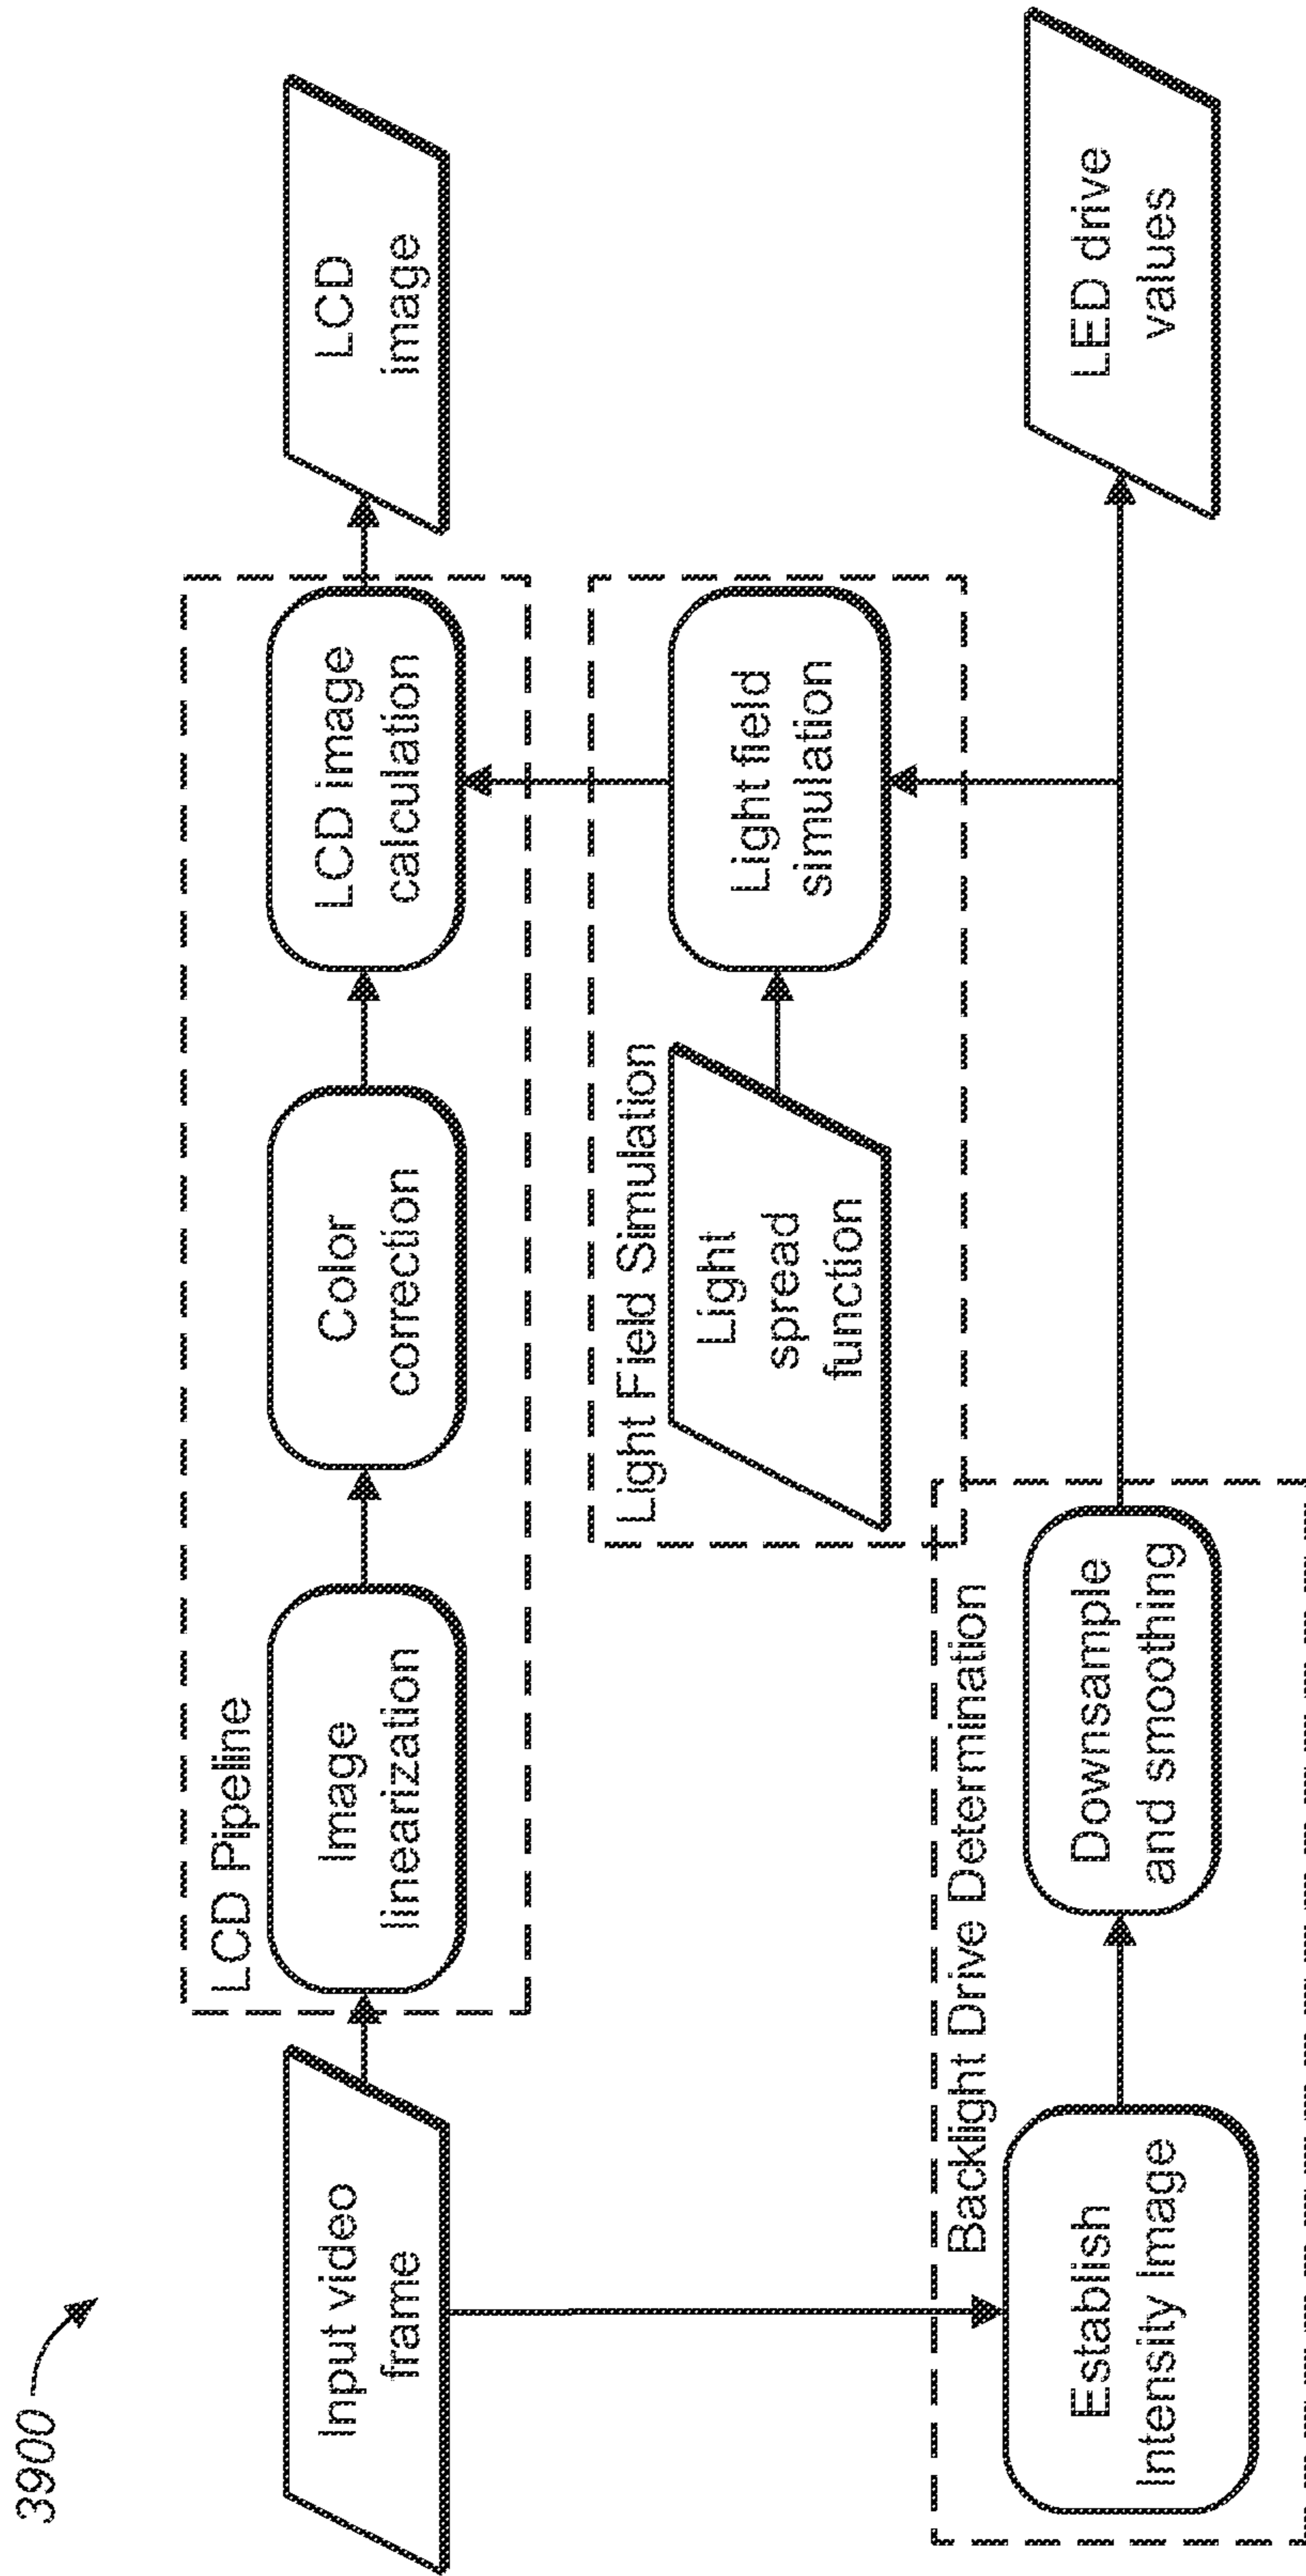 3900
Input video
frame
LCD Pipeline
Image
linearization
Color
correction
LCD image
calculation
LCD
image
Light Field Simulation
Light
spread
function
Light field
simulation
Backlight Drive Determination
Establish
Intensity Image
Downsample
and smoothing
LED drive
values